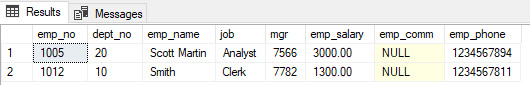 Results Messages
emp_no dept_no emp_name job mgr emp_salary emp_comm emp_phone
1 1005 20 Scott Martin Analyst 7566 3000.00 NULL 1234567894
2 1012 10 Smith Clerk 7782 1300.00 NULL 1234567811